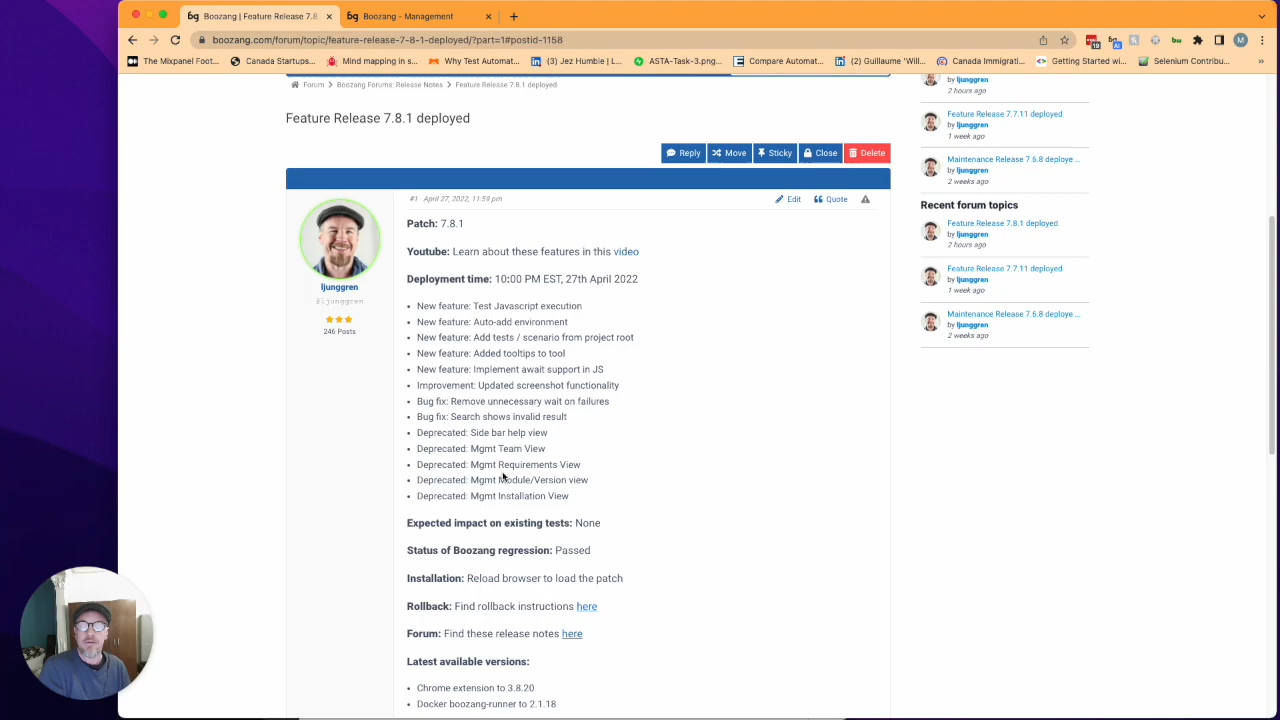 Boozang | Feature Release 7.8
Boozang - Management
boozang.com/forum/topic/feature-release-7-8-1-deployed/?part=1#postid-1158
19
AI
M
The Mixpanel Foot...
Canada Startups...
Mind mapping in s...
Why Test Automat...
(3) Jez Humble | L...
ASTA-Task-3.png...
Compare Automat...
(2) Guillaume 'Will...
Canada Immigrati...
Getting Started wi...
Selenium Contribu...
Forum
Boozang Forums: Release Notes
Feature Release 7.8.1 deployed
Feature Release 7.8.1 deployed
Reply
Move
Sticky
Close
Delete
#1 April 27, 2022, 11:59 pm
Edit
Quote
ljunggren
@ljunggren
246 Posts
Patch: 7.8.1
Youtube: Learn about these features in this video
Deployment time: 10:00 PM EST, 27th April 2022
• New feature: Test Javascript execution
• New feature: Auto-add environment
• New feature: Add tests / scenario from project root
• New feature: Added tooltips to tool
• New feature: Implement await support in JS
• Improvement: Updated screenshot functionality
• Bug fix: Remove unnecessary wait on failures
• Bug fix: Search shows invalid result
• Deprecated: Side bar help view
• Deprecated: Mgmt Team View
• Deprecated: Mgmt Requirements View
• Deprecated: Mgmt Module/Version view
• Deprecated: Mgmt Installation View
Expected impact on existing tests: None
Status of Boozang regression: Passed
Installation: Reload browser to load the patch
Rollback: Find rollback instructions here
Forum: Find these release notes here
Latest available versions:
• Chrome extension to 3.8.20
• Docker boozang-runner to 2.1.18
by ljunggren
2 hours ago
Feature Release 7.7.11 deployed
by ljunggren
1 week ago
Maintenance Release 7.6.8 deploye ...
by ljunggren
2 weeks ago
Recent forum topics
Feature Release 7.8.1 deployed
by ljunggren
2 hours ago
Feature Release 7.7.11 deployed
by ljunggren
1 week ago
Maintenance Release 7.6.8 deploye ...
by ljunggren
2 weeks ago